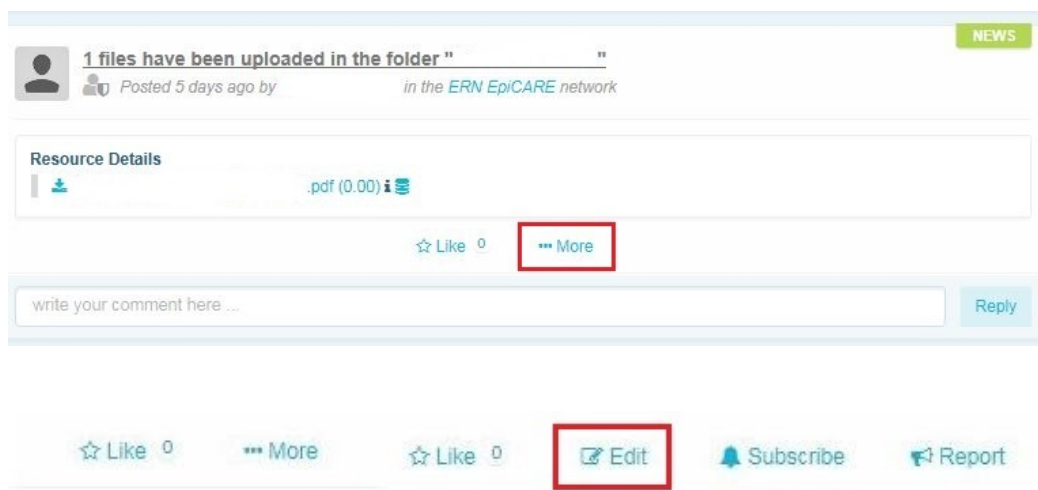 NEWS
1 files have been uploaded in the folder " "
Posted 5 days ago by in the ERN EpiCARE network
Resource Details
.pdf (0.00) i
Like 0 ... More
write your comment here ...
Reply
Like 0 ... More Like 0 Edit Subscribe Report